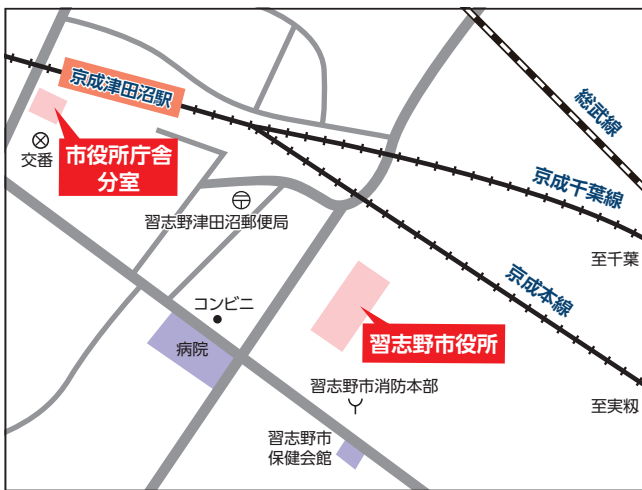 京成津田沼駅
総武線
市役所庁舎
分室
交番
京成千葉線
習志野津田沼郵便局
至千葉
京成本線
コンビニ
習志野市役所
病院
習志野市消防本部
至実籾
習志野市
保健会館